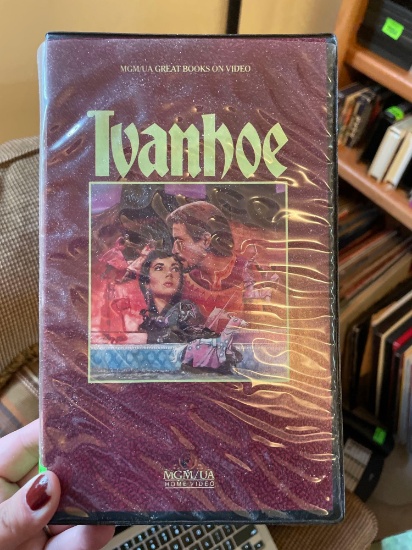 MGM/UA GREAT BOOKS ON VIDEO
Ivanhoe
MGM/UA
HOME VIDEO